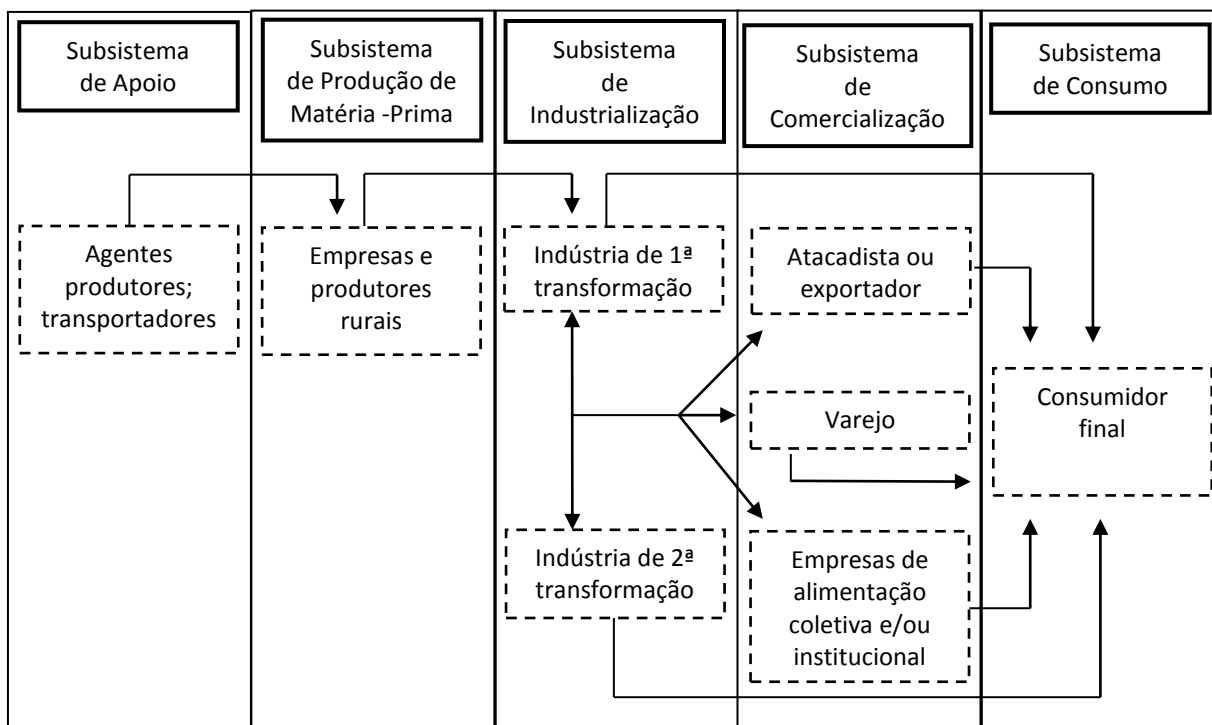 Subsistema
de Apoio
Subsistema
de Produção de
Matéria -Prima
Subsistema
de
Industrialização
Subsistema
de
Comercialização
Subsistema
de Consumo
Agentes
produtores;
transportadores
Empresas e
produtores
rurais
Indústria de 1ª
transformação
Atacadista ou
exportador
Varejo
Consumidor
final
Indústria de 2ª
transformação
Empresas de
alimentação
coletiva e/ou
institucional